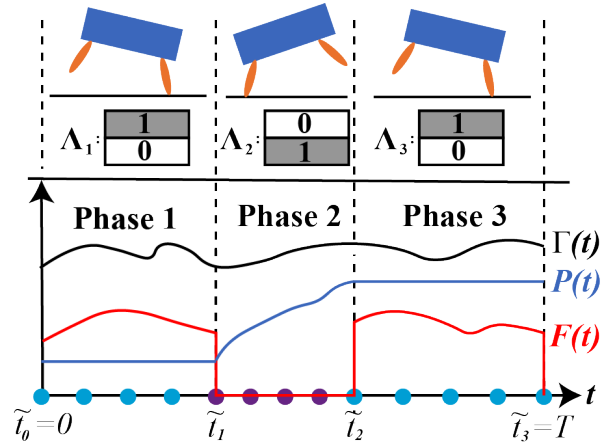 Λ₁: 1 0
Λ₂: 0 1
Λ₃: 1 0
Phase 1 Phase 2 Phase 3
Γ(t)
P(t)
F(t)
t
t̃₀=0 t̃₁ t̃₂ t̃₃=T